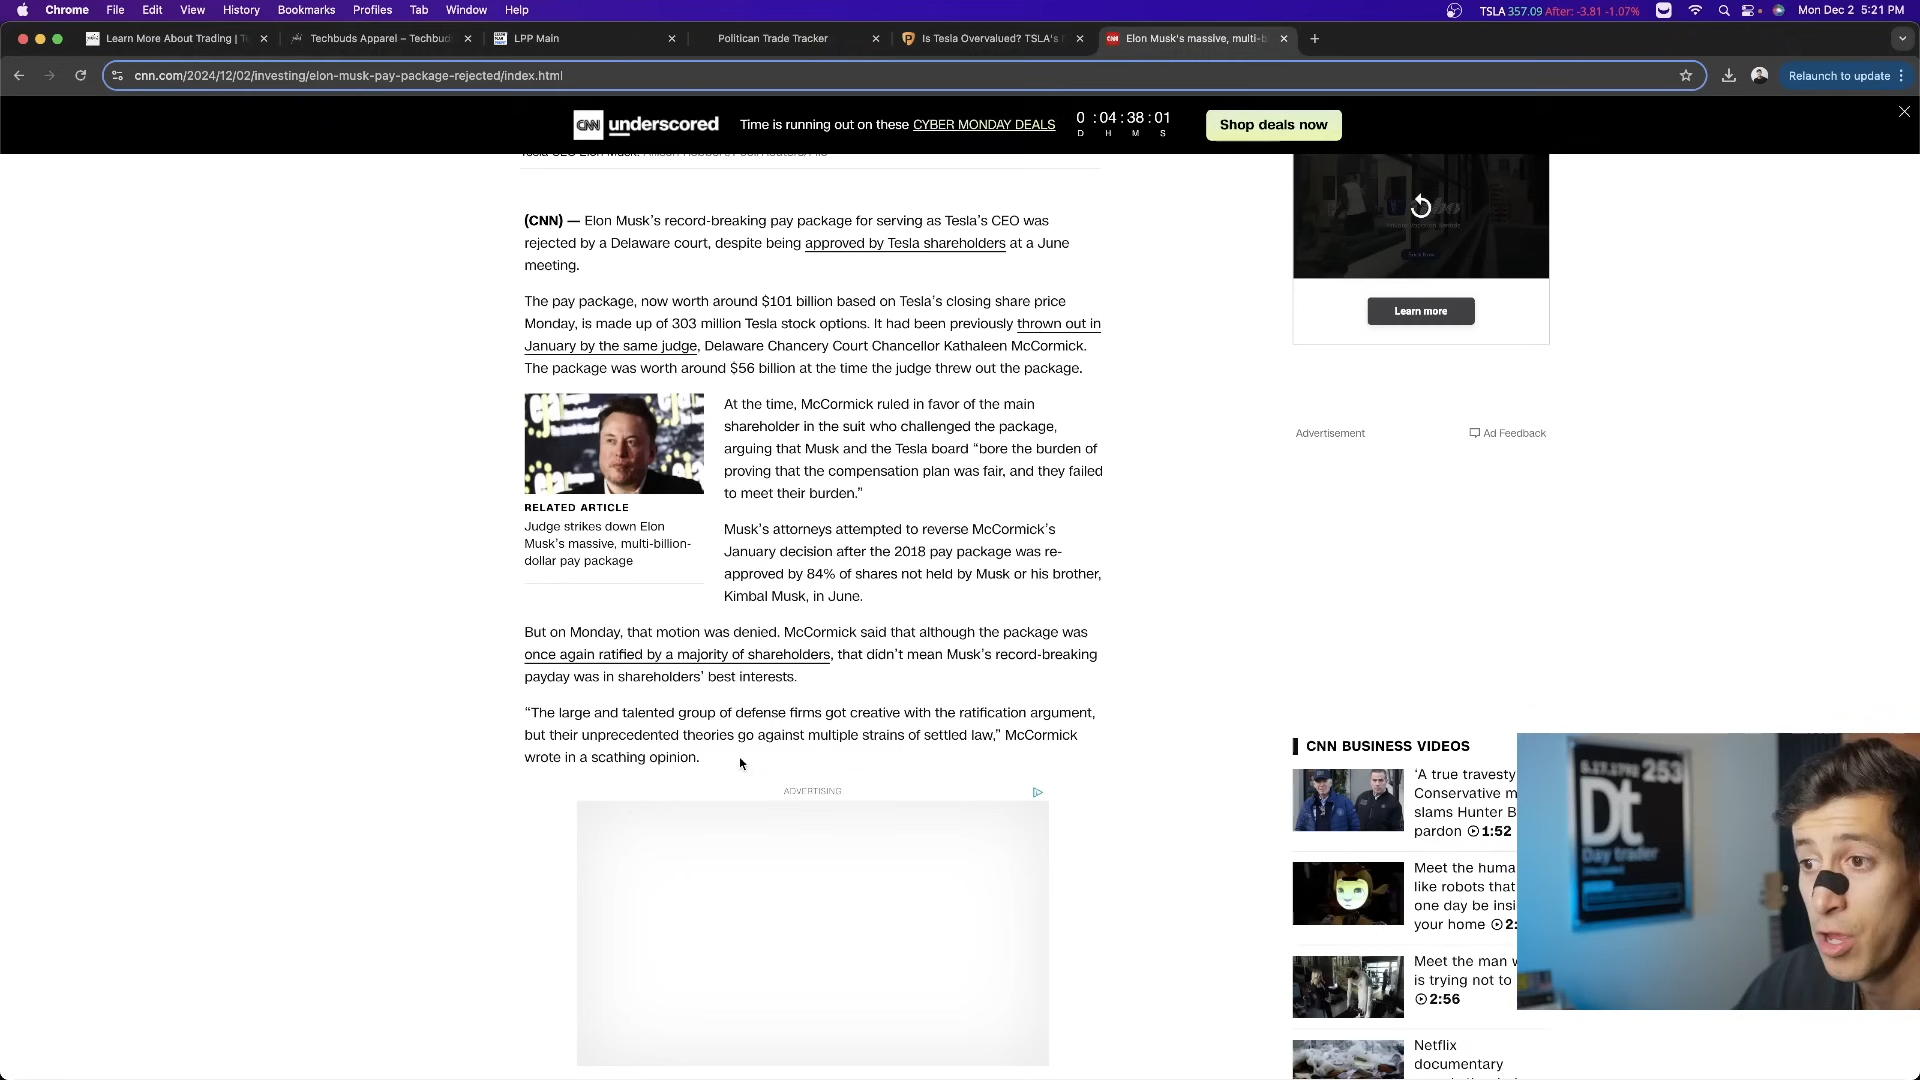 Chrome File Edit View History Bookmarks Profiles Tab Window Help
TSLA 357.09 After: -3.81 -1.07%
Mon Dec 2 5:21 PM
Learn More About Trading |
Techbuds Apparel – Techbud
LPP Main
Politican Trade Tracker
Is Tesla Overvalued? TSLA's
Elon Musk's massive, multi-b
cnn.com/2024/12/02/investing/elon-musk-pay-package-rejected/index.html
Relaunch to update
CNN underscored
Time is running out on these CYBER MONDAY DEALS
0 : 04 : 38 : 01
D H M S
Shop deals now
(CNN) — Elon Musk's record-breaking pay package for serving as Tesla's CEO was
rejected by a Delaware court, despite being approved by Tesla shareholders at a June
meeting.
The pay package, now worth around $101 billion based on Tesla's closing share price
Monday, is made up of 303 million Tesla stock options. It had been previously thrown out in
January by the same judge, Delaware Chancery Court Chancellor Kathaleen McCormick.
The package was worth around $56 billion at the time the judge threw out the package.
RELATED ARTICLE
Judge strikes down Elon
Musk's massive, multi-billion-
dollar pay package
At the time, McCormick ruled in favor of the main
shareholder in the suit who challenged the package,
arguing that Musk and the Tesla board “bore the burden of
proving that the compensation plan was fair, and they failed
to meet their burden.”
Musk's attorneys attempted to reverse McCormick's
January decision after the 2018 pay package was re-
approved by 84% of shares not held by Musk or his brother,
Kimbal Musk, in June.
But on Monday, that motion was denied. McCormick said that although the package was
once again ratified by a majority of shareholders, that didn't mean Musk's record-breaking
payday was in shareholders' best interests.
“The large and talented group of defense firms got creative with the ratification argument,
but their unprecedented theories go against multiple strains of settled law,” McCormick
wrote in a scathing opinion.
ADVERTISING
Learn more
Advertisement
Ad Feedback
CNN BUSINESS VIDEOS
‘A true travesty
Conservative m
slams Hunter B
pardon 1:52
Meet the huma
like robots that
one day be insi
your home 2:
Meet the man w
is trying not to
2:56
Netflix
documentary
5.17.1792 253
Dt
Day trader